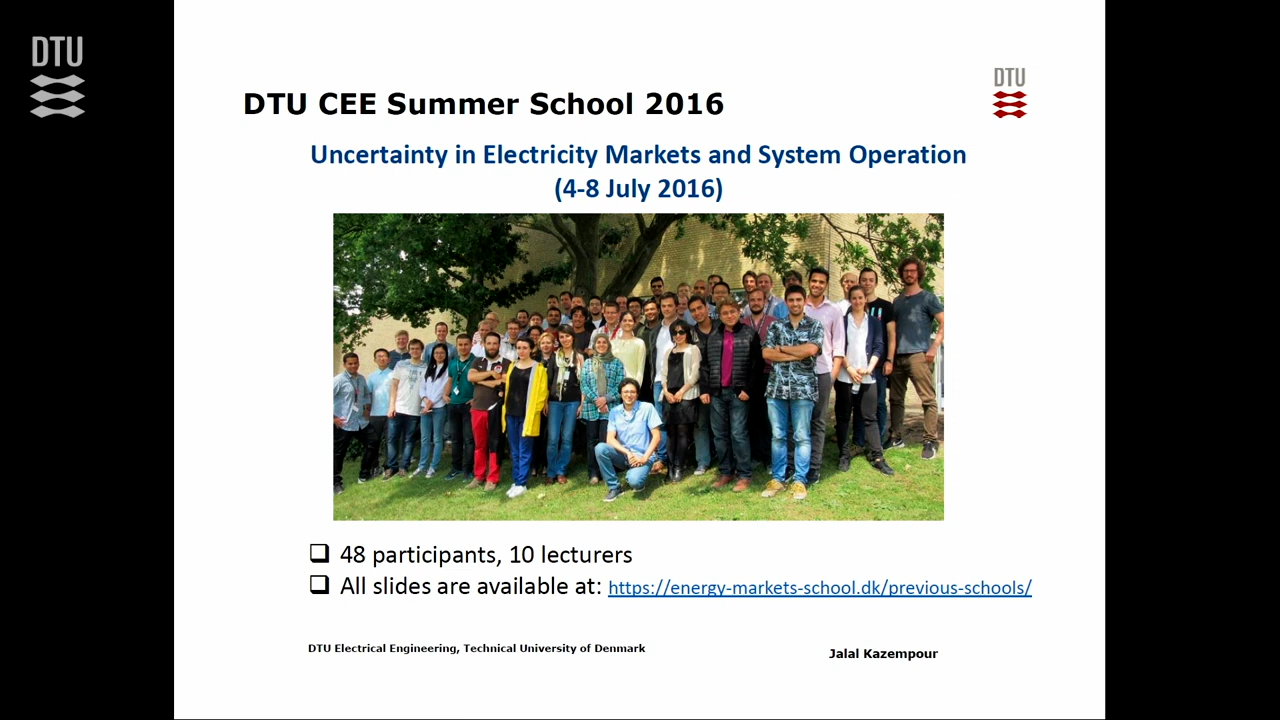 DTU
DTU
DTU CEE Summer School 2016
Uncertainty in Electricity Markets and System Operation
(4-8 July 2016)
48 participants, 10 lecturers
All slides are available at: https://energy-markets-school.dk/previous-schools/
DTU Electrical Engineering, Technical University of Denmark
Jalal Kazempour